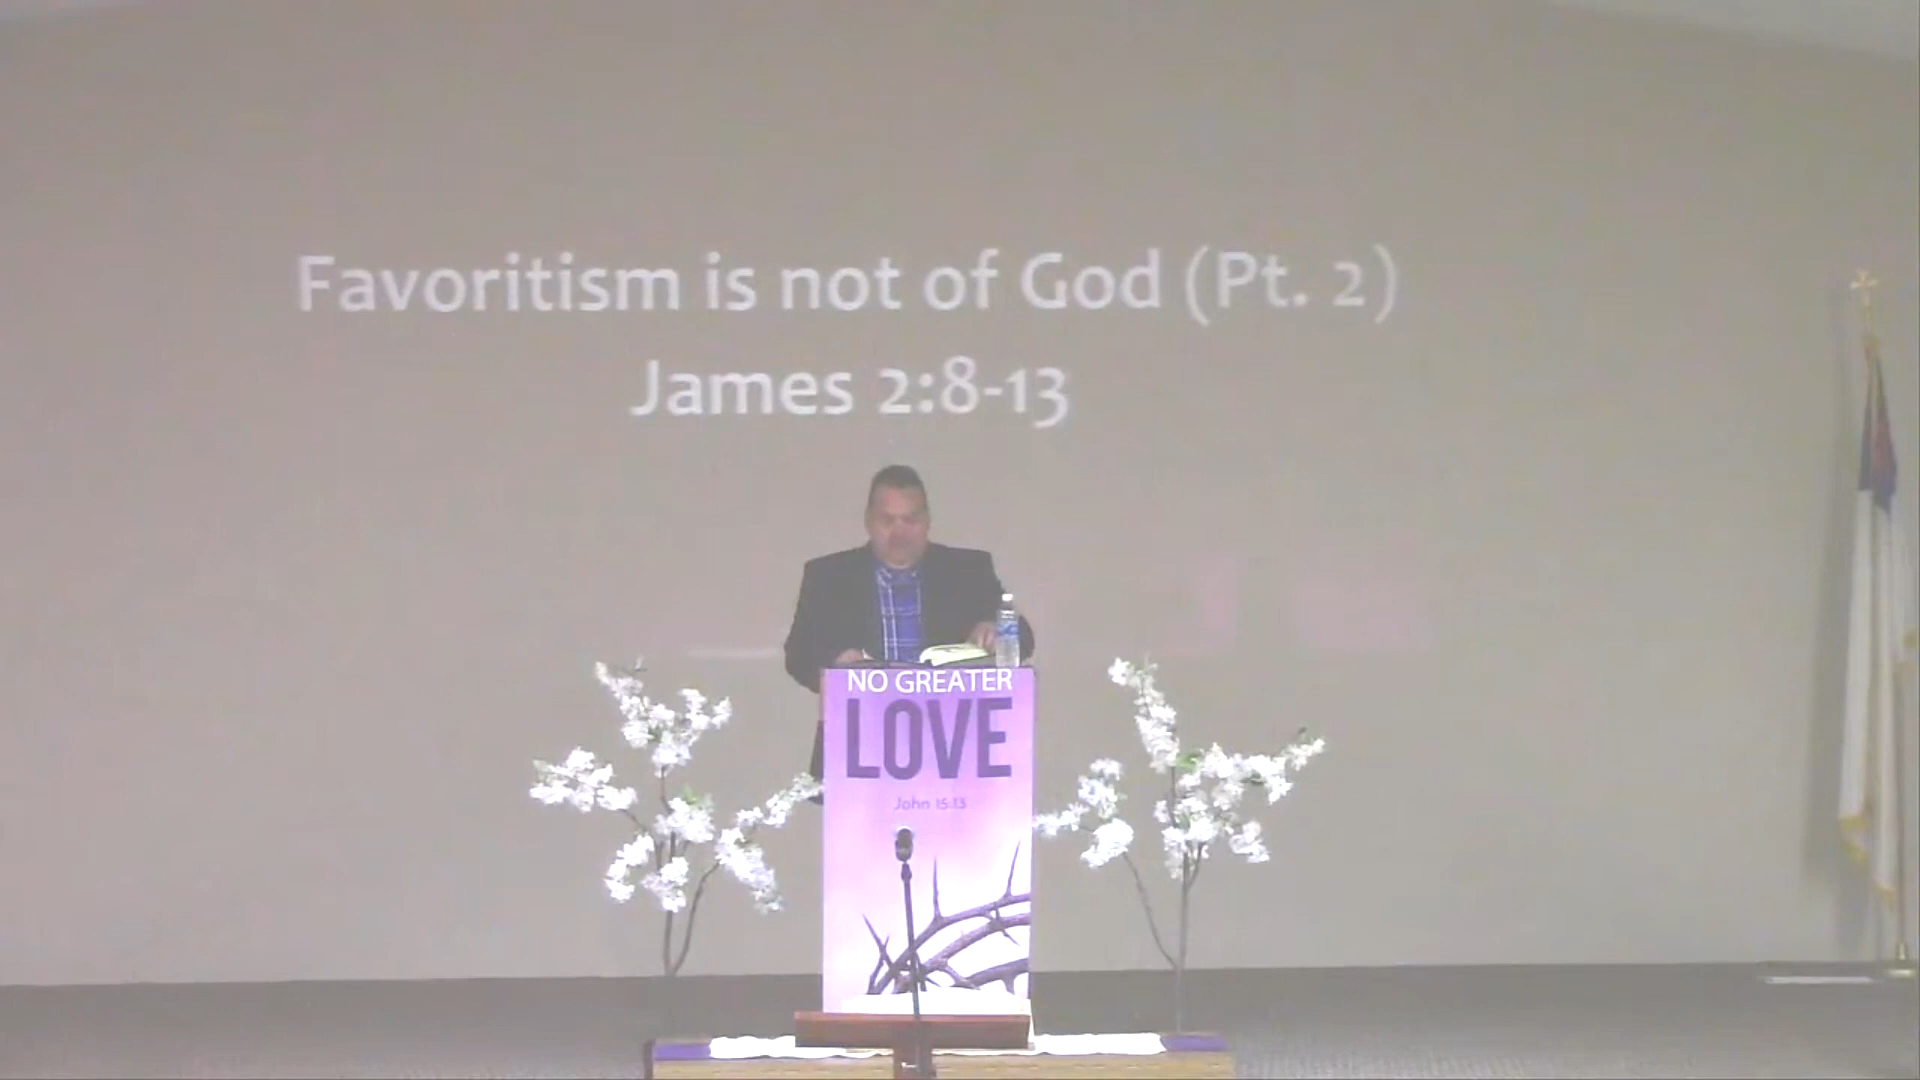 Favoritism is not of God (Pt. 2)
James 2:8-13
NO GREATER
LOVE
John 15:13